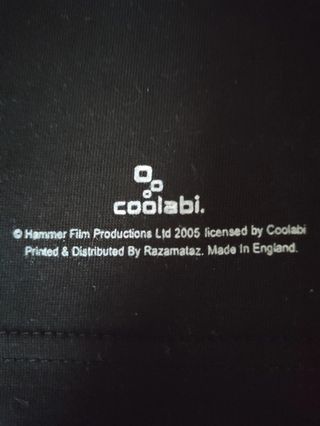 coolabi.
© Hammer Film Productions Ltd 2005 licensed by Coolabi
Printed & Distributed By Razamataz. Made In England.